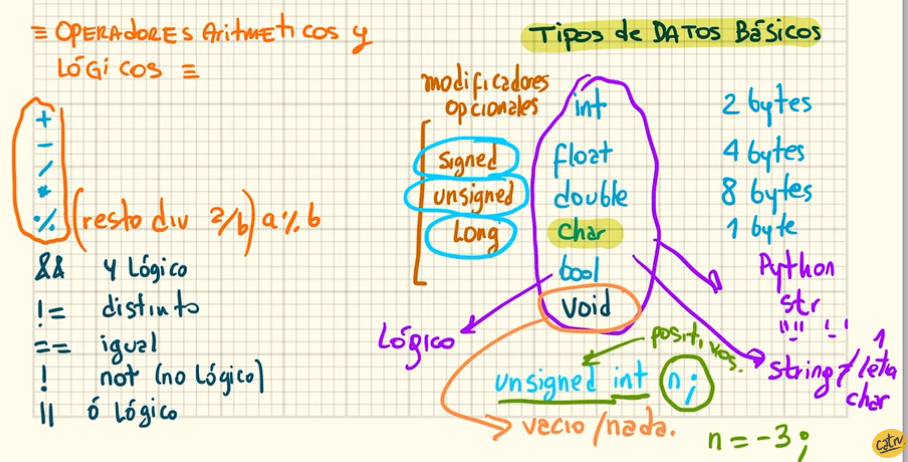 ≡ OPERADORES Aritmeticos y
LÓGICOS ≡
+
-
/
*
% (resto div a/b) a % b
&& y Lógico
!= distinto
== igual
! not (no Lógico)
|| ó Lógico
Tipos de DATOS Básicos
modificadores
opcionales
signed
unsigned
Long
int 2 bytes
float 4 bytes
double 8 bytes
char 1 byte
bool
void
Lógico
vacio/nada.
positivos.
unsigned int n;
n = -3;
Python
str
"" ''
string / 1 letra
char